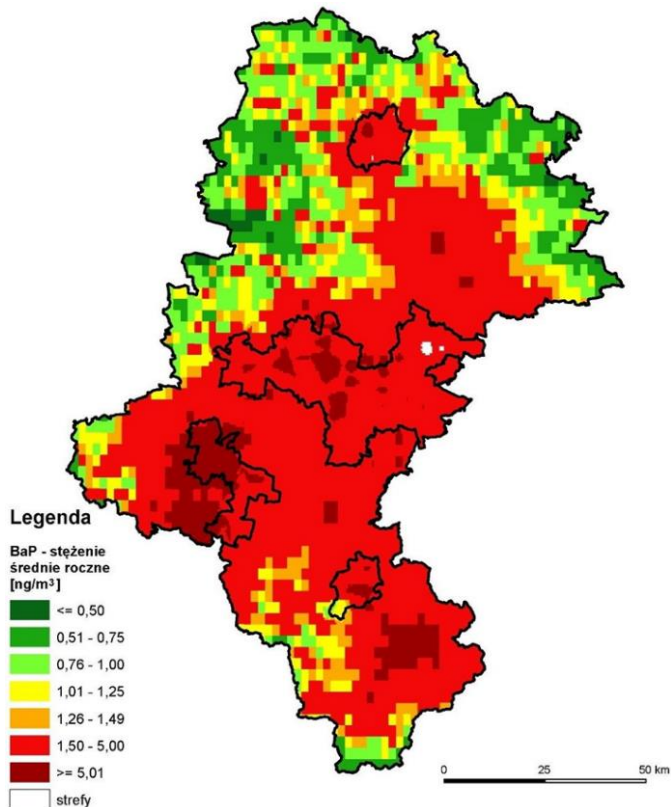 Legenda
BaP - stężenie
średnie roczne
[ng/m³]
<= 0,50
0,51 - 0,75
0,76 - 1,00
1,01 - 1,25
1,26 - 1,49
1,50 - 5,00
>= 5,01
strefy
0 25 50 km